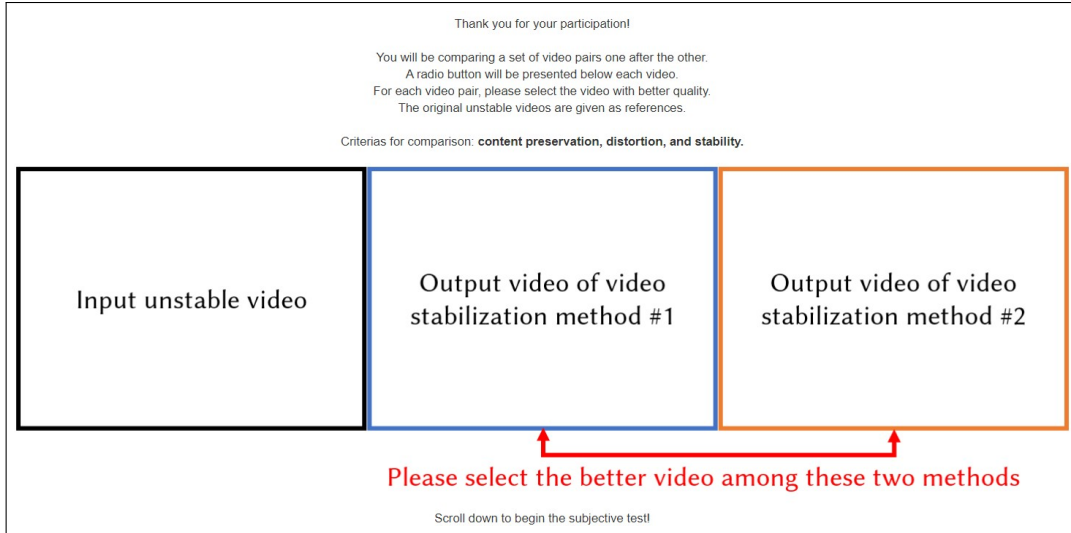 Thank you for your participation!
You will be comparing a set of video pairs one after the other.
A radio button will be presented below each video.
For each video pair, please select the video with better quality.
The original unstable videos are given as references.
Criterias for comparison: content preservation, distortion, and stability.
Input unstable video
Output video of video
stabilization method #1
Output video of video
stabilization method #2
Please select the better video among these two methods
Scroll down to begin the subjective test!